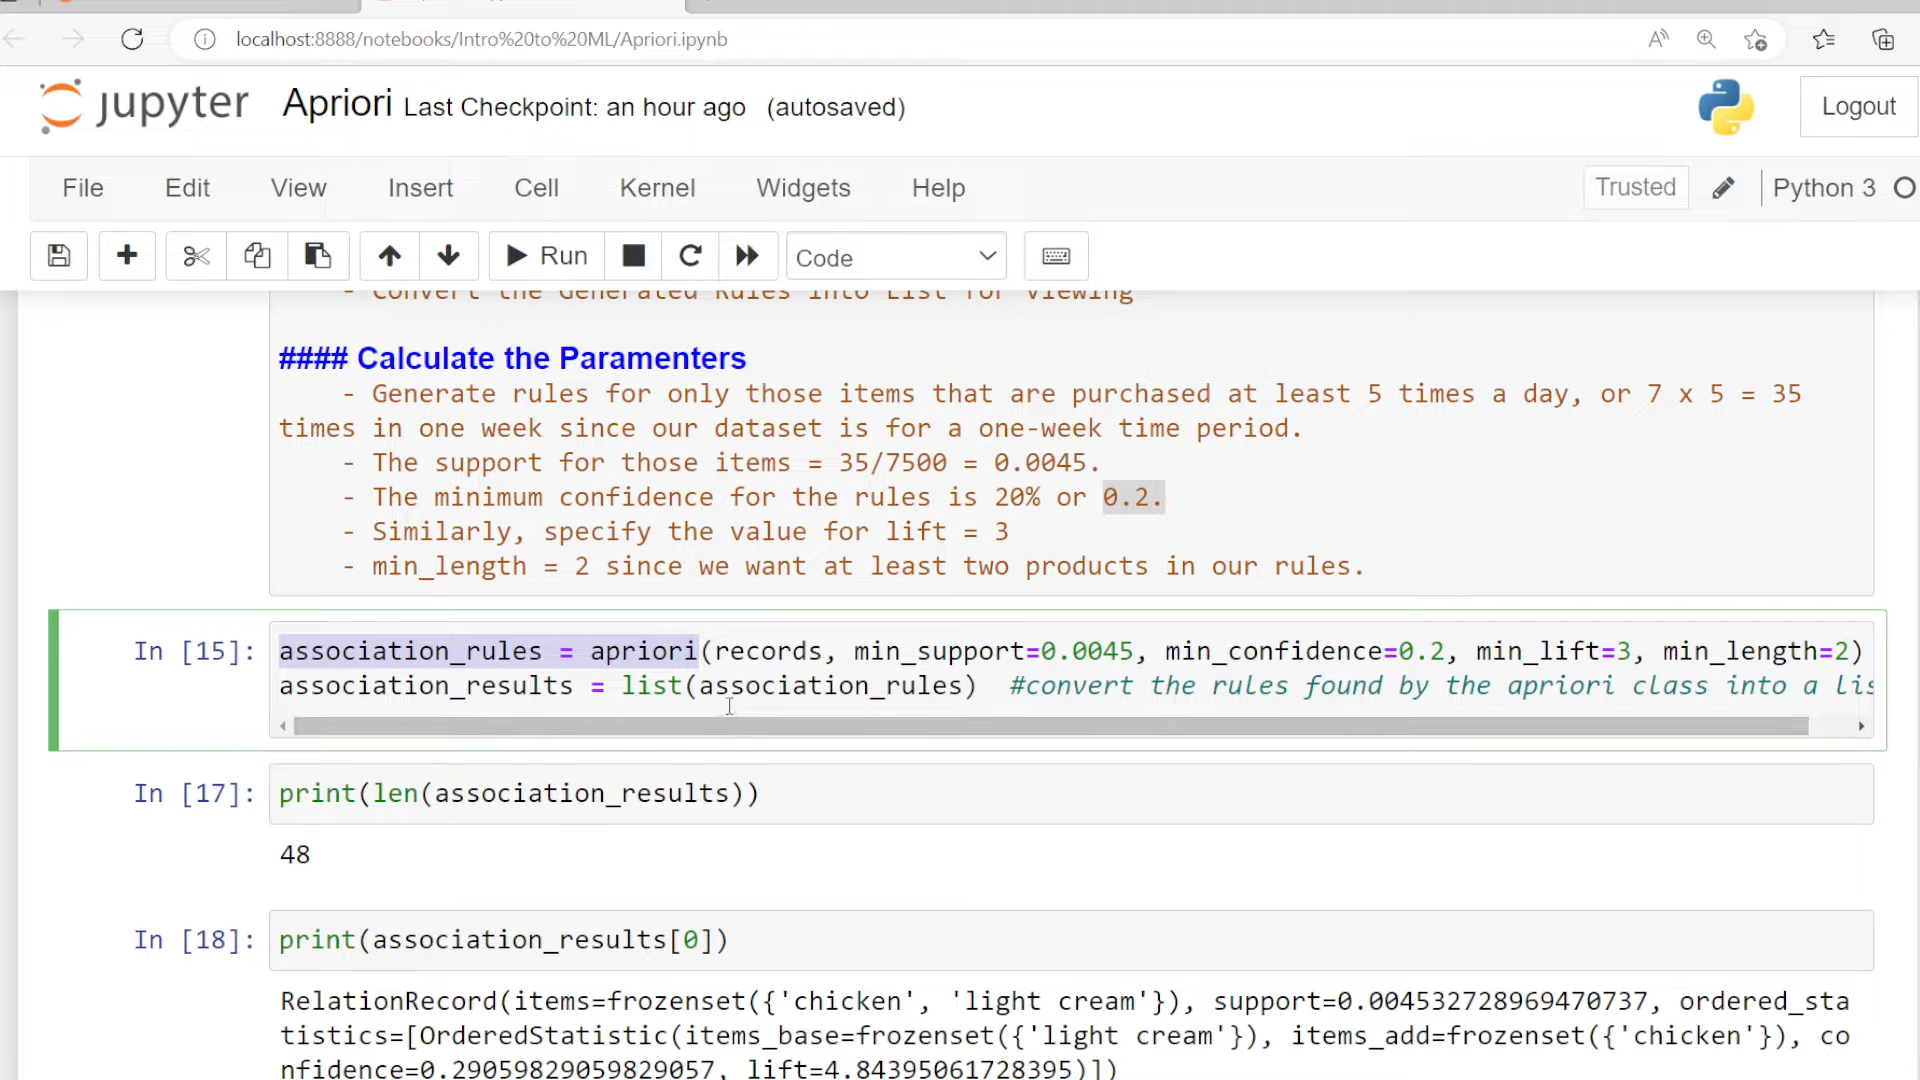 localhost:8888/notebooks/Intro%20to%20ML/Apriori.ipynb
jupyter Apriori Last Checkpoint: an hour ago (autosaved) Logout
File Edit View Insert Cell Kernel Widgets Help Trusted Python 3
Run Code
- Convert the Generated Rules into List for Viewing
#### Calculate the Paramenters
- Generate rules for only those items that are purchased at least 5 times a day, or 7 x 5 = 35
times in one week since our dataset is for a one-week time period.
- The support for those items = 35/7500 = 0.0045.
- The minimum confidence for the rules is 20% or 0.2.
- Similarly, specify the value for lift = 3
- min_length = 2 since we want at least two products in our rules.
In [15]: association_rules = apriori(records, min_support=0.0045, min_confidence=0.2, min_lift=3, min_length=2)
association_results = list(association_rules) #convert the rules found by the apriori class into a lis
In [17]: print(len(association_results))
48
In [18]: print(association_results[0])
RelationRecord(items=frozenset({'chicken', 'light cream'}), support=0.004532728969470737, ordered_sta
tistics=[OrderedStatistic(items_base=frozenset({'light cream'}), items_add=frozenset({'chicken'}), co
nfidence=0.29059829059829057, lift=4.84395061728395)])